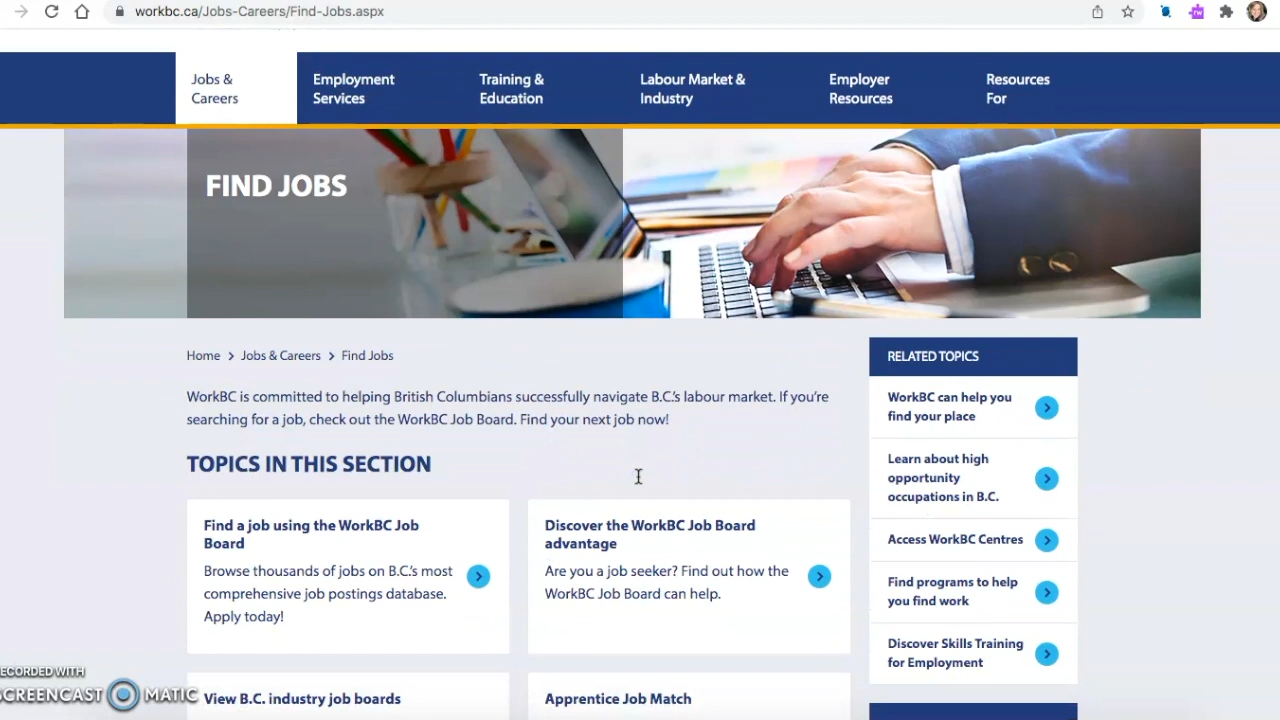 workbc.ca/Jobs-Careers/Find-Jobs.aspx
Jobs &
Careers
Employment
Services
Training &
Education
Labour Market &
Industry
Employer
Resources
Resources
For
FIND JOBS
Home > Jobs & Careers > Find Jobs
WorkBC is committed to helping British Columbians successfully navigate B.C.'s labour market. If you're
searching for a job, check out the WorkBC Job Board. Find your next job now!
TOPICS IN THIS SECTION
Find a job using the WorkBC Job
Board
Browse thousands of jobs on B.C.'s most
comprehensive job postings database.
Apply today!
Discover the WorkBC Job Board
advantage
Are you a job seeker? Find out how the
WorkBC Job Board can help.
View B.C. industry job boards
Apprentice Job Match
RELATED TOPICS
WorkBC can help you
find your place
Learn about high
opportunity
occupations in B.C.
Access WorkBC Centres
Find programs to help
you find work
Discover Skills Training
for Employment
ECORDED WITH
SCREENCAST MATIC